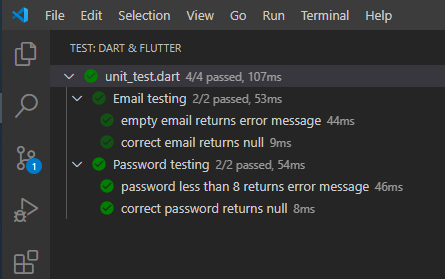 File Edit Selection View Go Run Terminal Help
TEST: DART & FLUTTER
unit_test.dart 4/4 passed, 107ms
Email testing 2/2 passed, 53ms
empty email returns error message 44ms
correct email returns null 9ms
1
Password testing 2/2 passed, 54ms
password less than 8 returns error message 46ms
correct password returns null 8ms